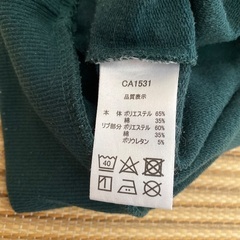 CA1531
品質表示
本 体 ポリエステル 65%
綿 35%
リブ部分 ポリエステル 60%
綿 35%
ポリウレタン 5%
40